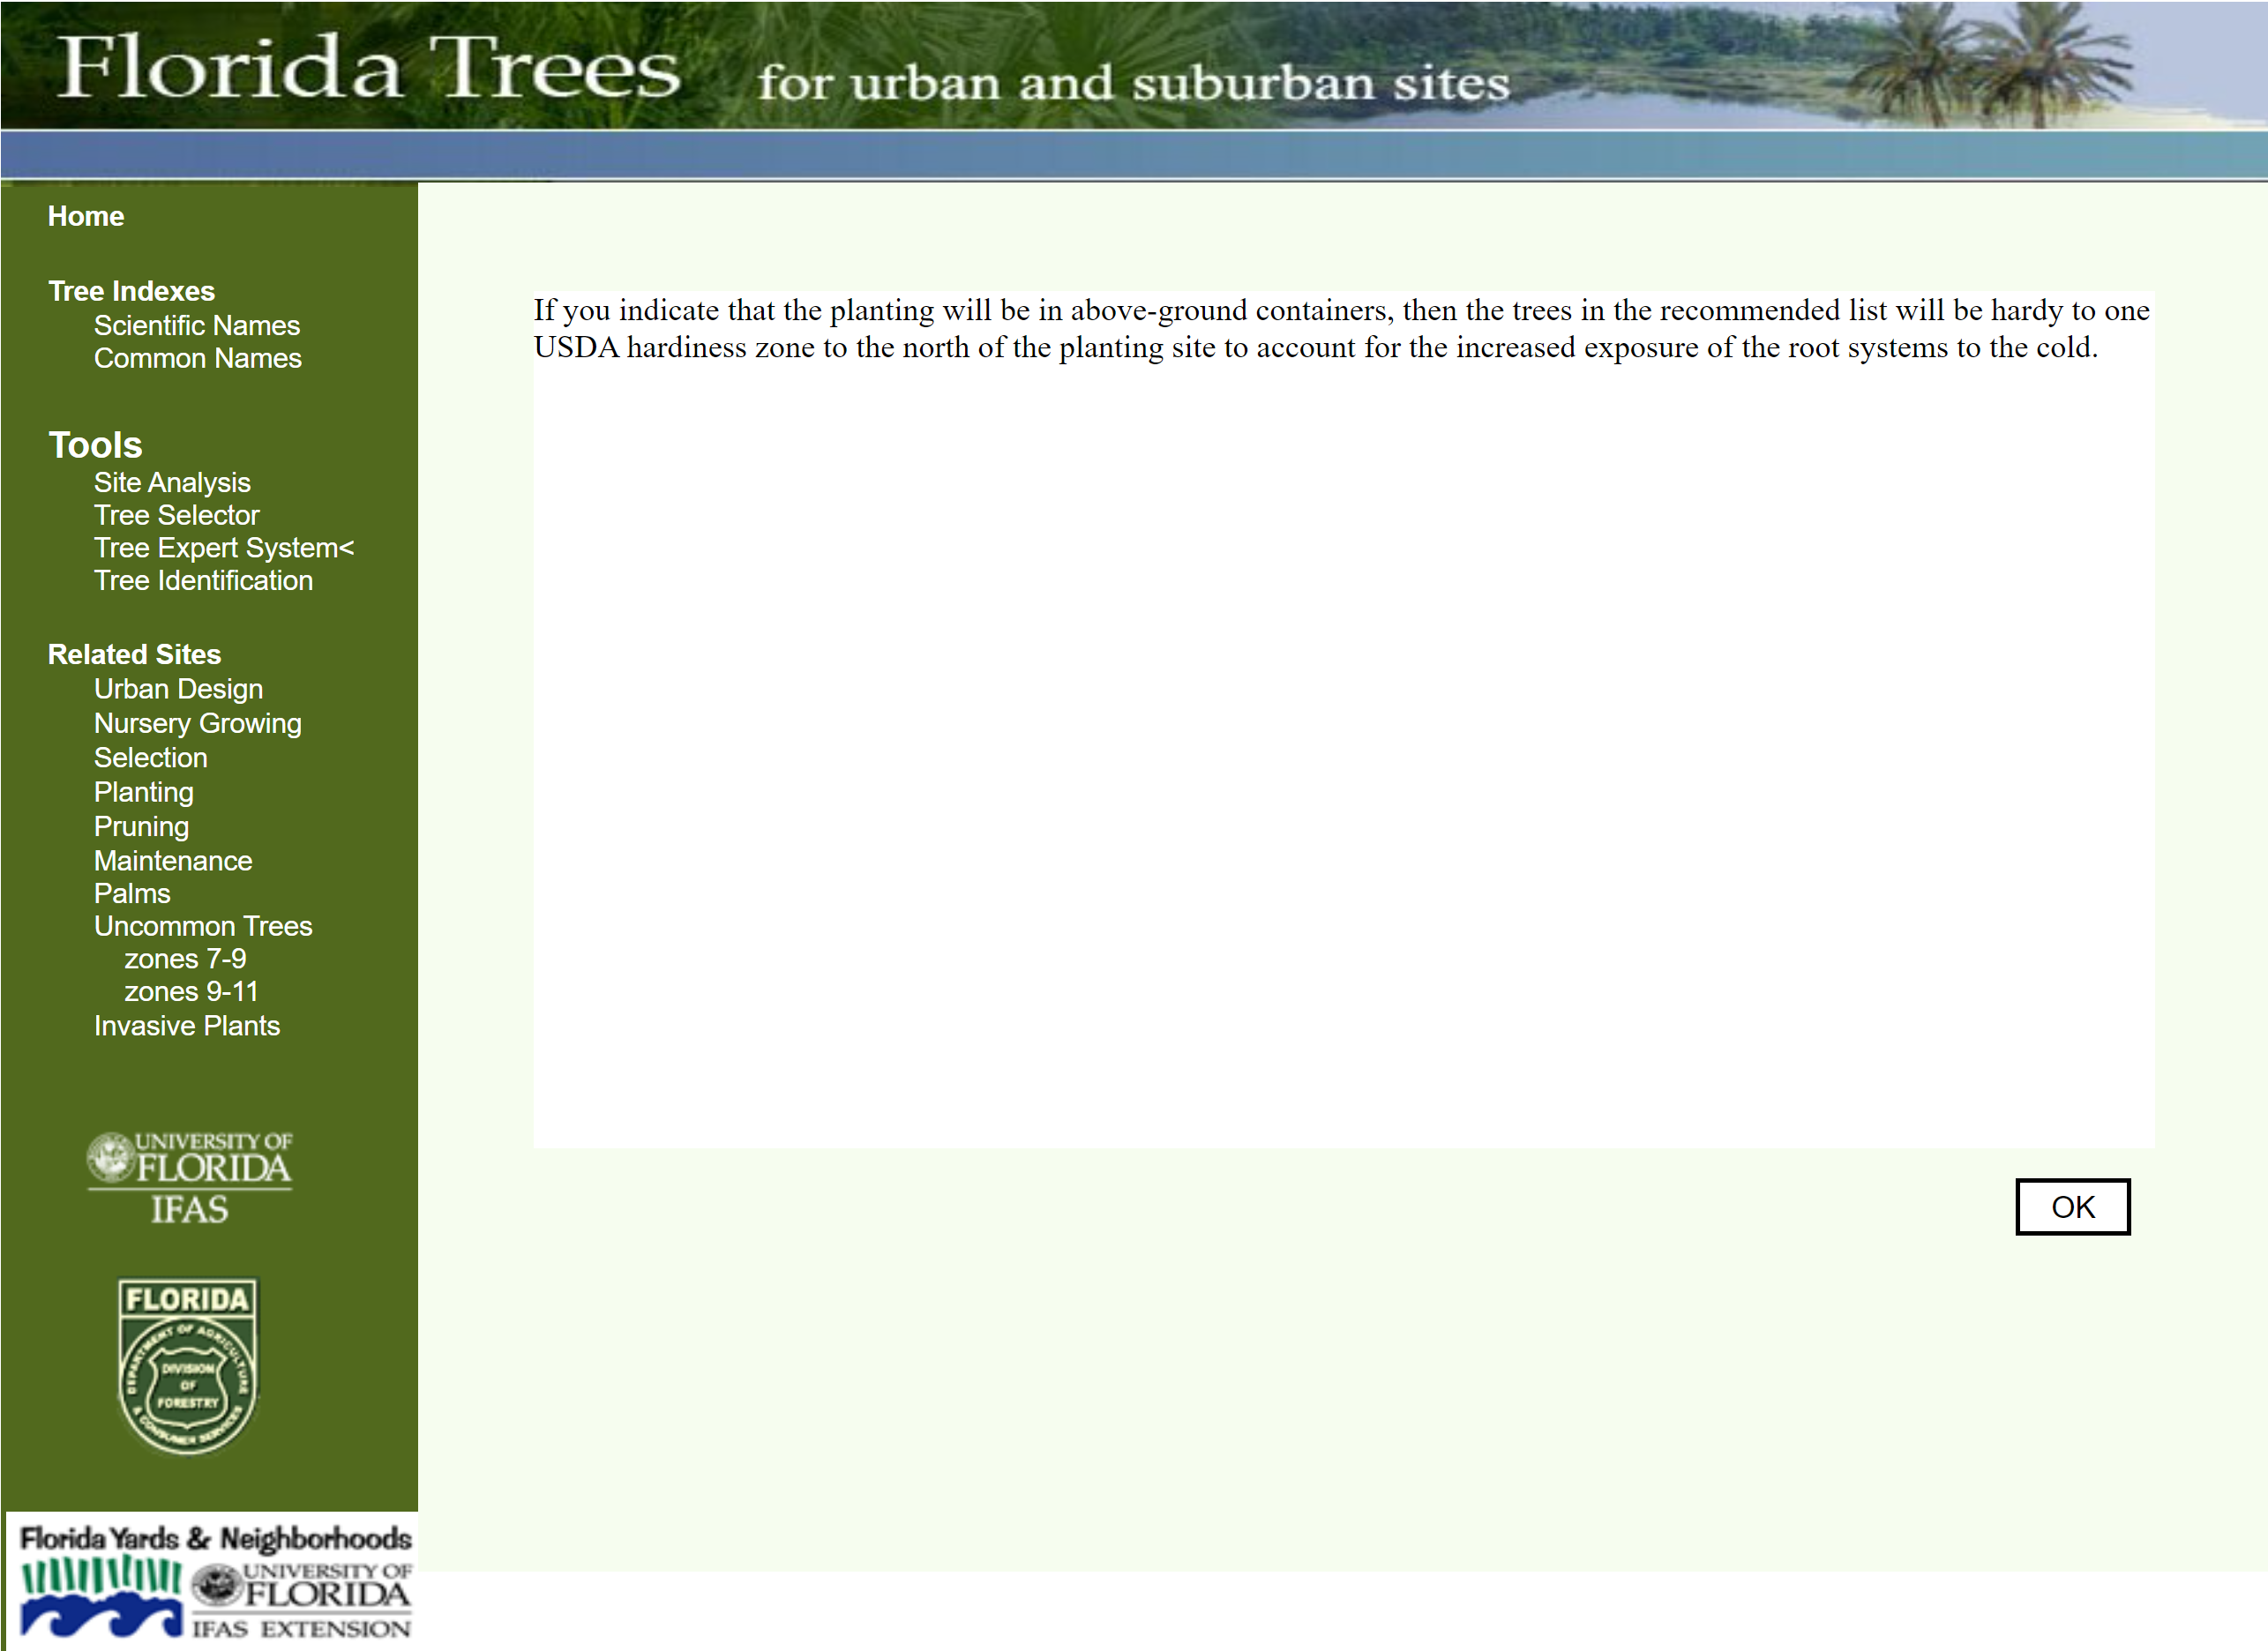 Florida Trees for urban and suburban sites
Home
Tree Indexes
Scientific Names
Common Names
Tools
Site Analysis
Tree Selector
Tree Expert System<
Tree Identification
Related Sites
Urban Design
Nursery Growing
Selection
Planting
Pruning
Maintenance
Palms
Uncommon Trees
zones 7-9
zones 9-11
Invasive Plants
UNIVERSITY OF
FLORIDA
IFAS
FLORIDA
DEPARTMENT OF AGRICULTURE
& CONSUMER SERVICES
DIVISION
OF
FORESTRY
Florida Yards & Neighborhoods
UNIVERSITY OF
FLORIDA
IFAS EXTENSION
If you indicate that the planting will be in above-ground containers, then the trees in the recommended list will be hardy to one
USDA hardiness zone to the north of the planting site to account for the increased exposure of the root systems to the cold.
OK